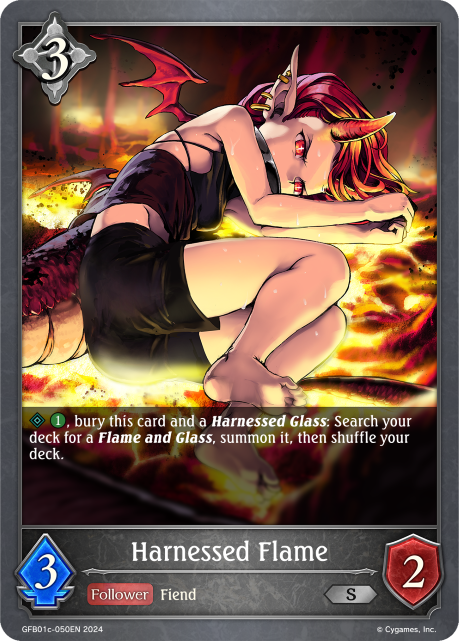 3
1, bury this card and a Harnessed Glass: Search your
deck for a Flame and Glass, summon it, then shuffle your
deck.
Harnessed Flame
3
Follower Fiend
S
2
GFB01c-050EN 2024
© Cygames, Inc.